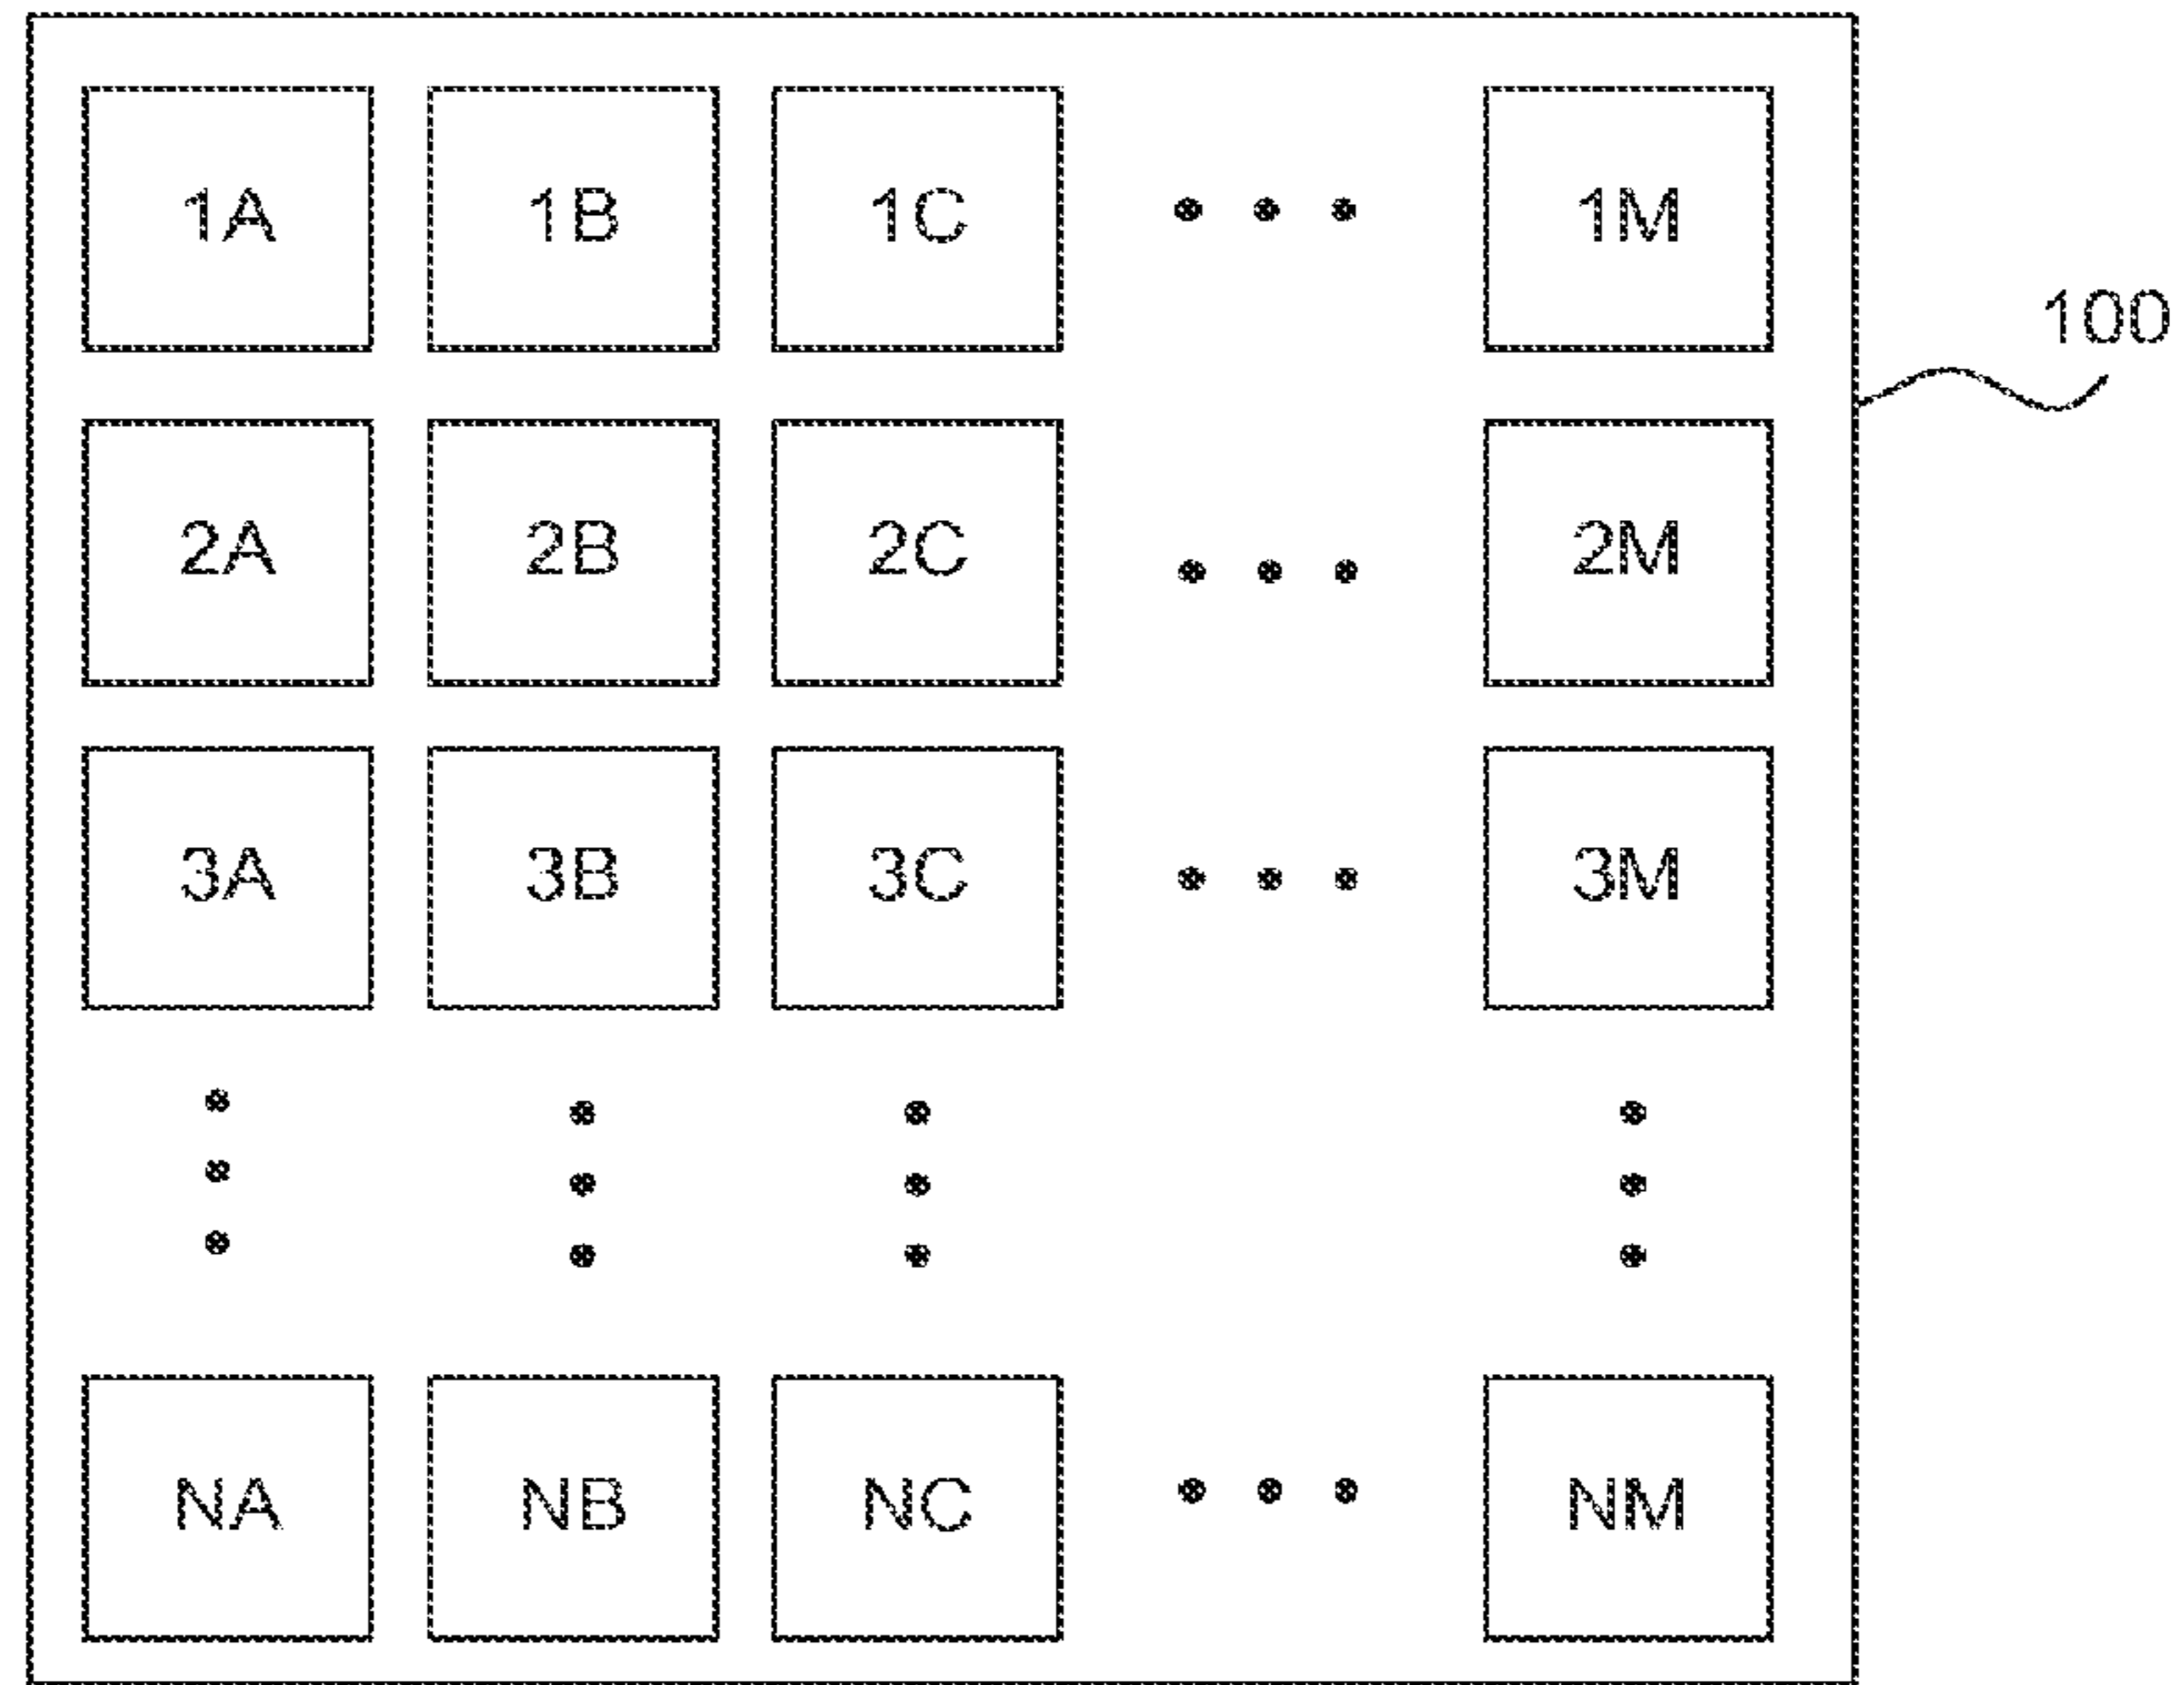 1A 1B 1C • • • 1M
100
2A 2B 2C • • • 2M
3A 3B 3C • • • 3M
NA NB NC • • • NM